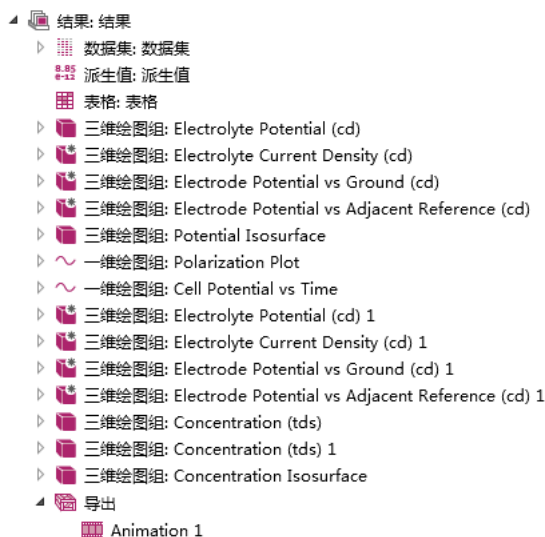 结果: 结果
数据集: 数据集
8.85
e-12
派生值: 派生值
表格: 表格
三维绘图组: Electrolyte Potential (cd)
三维绘图组: Electrolyte Current Density (cd)
三维绘图组: Electrode Potential vs Ground (cd)
三维绘图组: Electrode Potential vs Adjacent Reference (cd)
三维绘图组: Potential Isosurface
一维绘图组: Polarization Plot
一维绘图组: Cell Potential vs Time
三维绘图组: Electrolyte Potential (cd) 1
三维绘图组: Electrolyte Current Density (cd) 1
三维绘图组: Electrode Potential vs Ground (cd) 1
三维绘图组: Electrode Potential vs Adjacent Reference (cd) 1
三维绘图组: Concentration (tds)
三维绘图组: Concentration (tds) 1
三维绘图组: Concentration Isosurface
导出
Animation 1